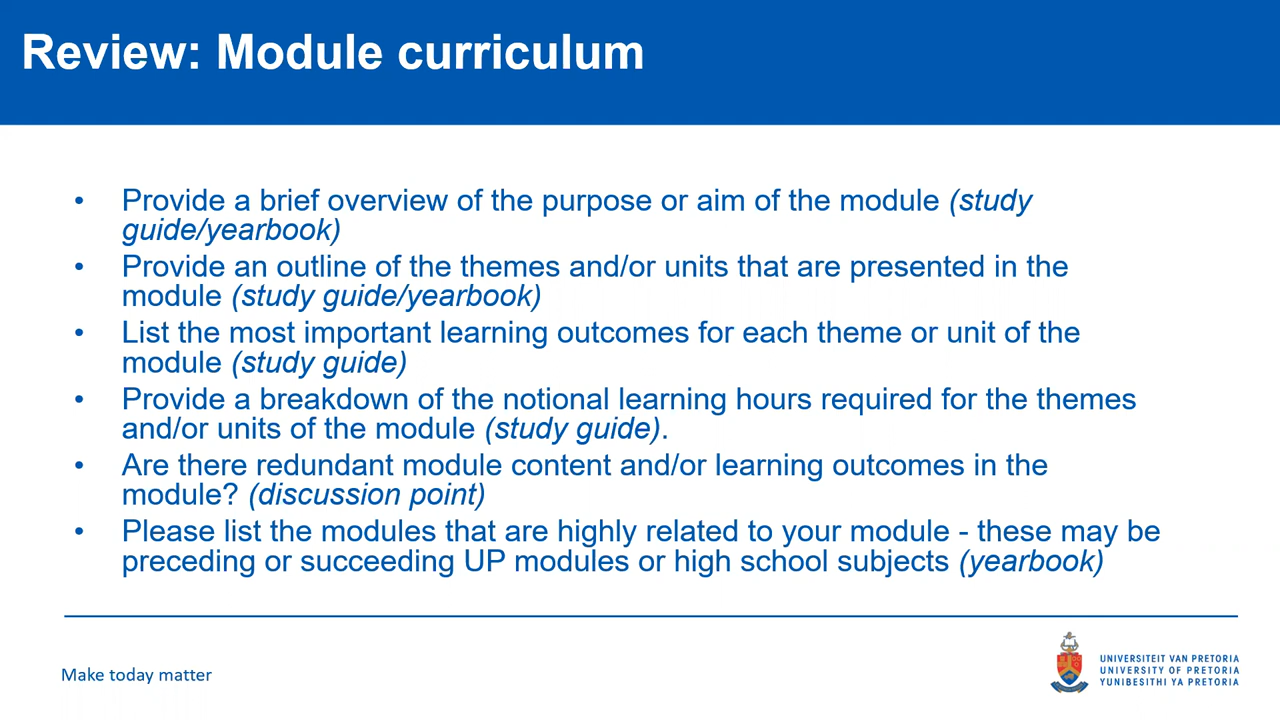 Review: Module curriculum
• Provide a brief overview of the purpose or aim of the module (study
guide/yearbook)
• Provide an outline of the themes and/or units that are presented in the
module (study guide/yearbook)
• List the most important learning outcomes for each theme or unit of the
module (study guide)
• Provide a breakdown of the notional learning hours required for the themes
and/or units of the module (study guide).
• Are there redundant module content and/or learning outcomes in the
module? (discussion point)
• Please list the modules that are highly related to your module - these may be
preceding or succeeding UP modules or high school subjects (yearbook)
Make today matter
UNIVERSITEIT VAN PRETORIA
UNIVERSITY OF PRETORIA
YUNIBESITHI YA PRETORIA